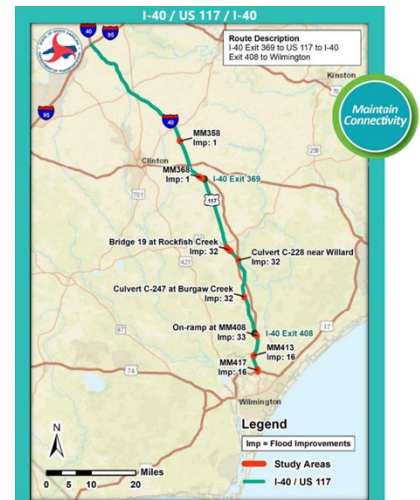 I-40 / US 117 / I-40
Route Description
I-40 Exit 369 to US 117 to I-40
Exit 408 to Wilmington
Maintain
Connectivity
40
95
Kinston
95
40
MM358
Imp: 1
Clinton
MM368
Imp: 1
I-40 Exit 369
701
117
Bridge 19 at Rockfish Creek
Imp: 32
Culvert C-228 near Willard
Imp: 32
421
Culvert C-247 at Burgaw Creek
Imp: 32
On-ramp at MM408
Imp: 33
I-40 Exit 408
MM413
Imp: 16
MM417
Imp: 16
17
87
74
Wilmington
Legend
Imp = Flood Improvements
Study Areas
I-40 / US 117
N
Miles
0 5 10 20